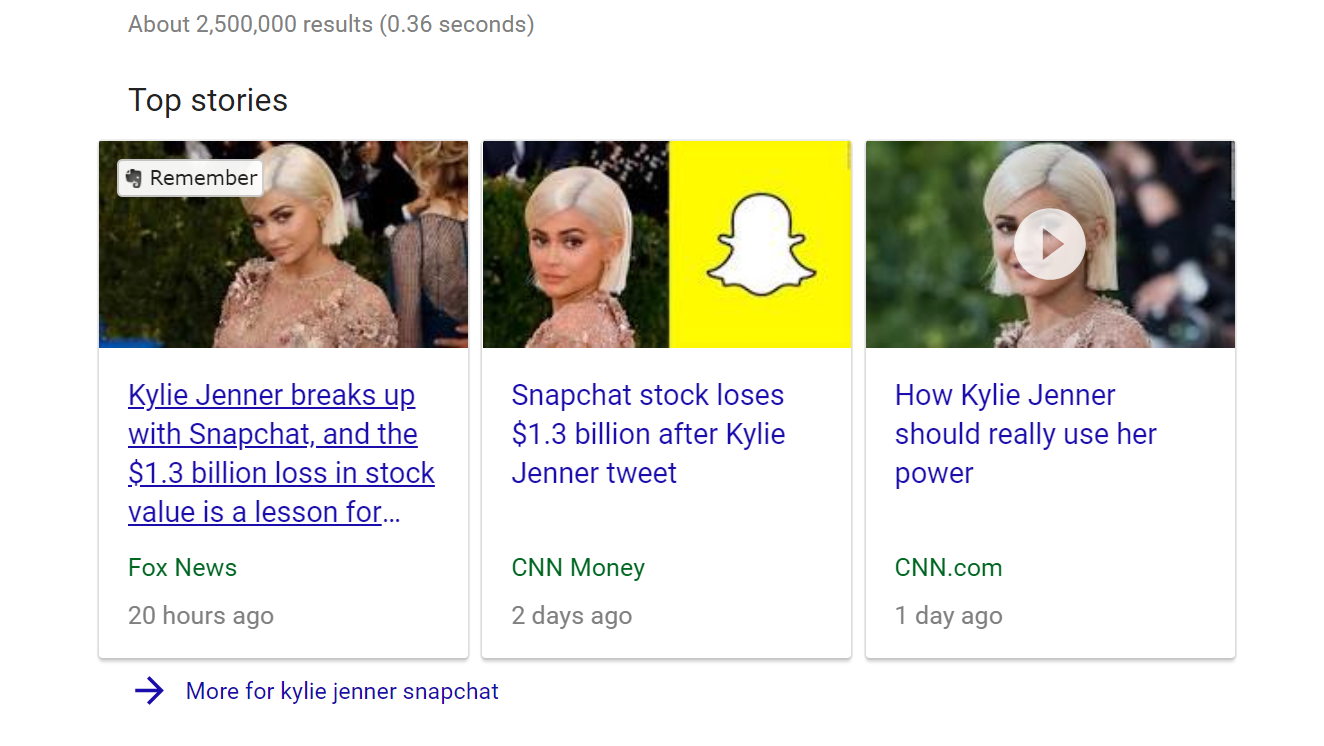 About 2,500,000 results (0.36 seconds)
Top stories
Remember
Kylie Jenner breaks up
with Snapchat, and the
$1.3 billion loss in stock
value is a lesson for...
Fox News
20 hours ago
Snapchat stock loses
$1.3 billion after Kylie
Jenner tweet
CNN Money
2 days ago
How Kylie Jenner
should really use her
power
CNN.com
1 day ago
More for kylie jenner snapchat